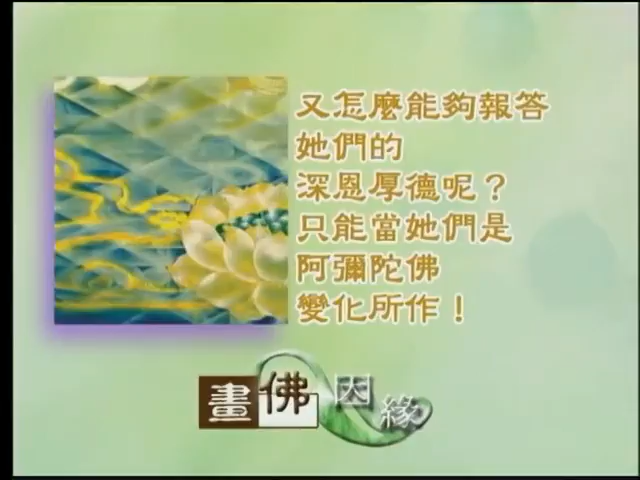 又怎麼能夠報答
她們的
深恩厚德呢？
只能當她們是
阿彌陀佛
變化所作！
畫佛因緣